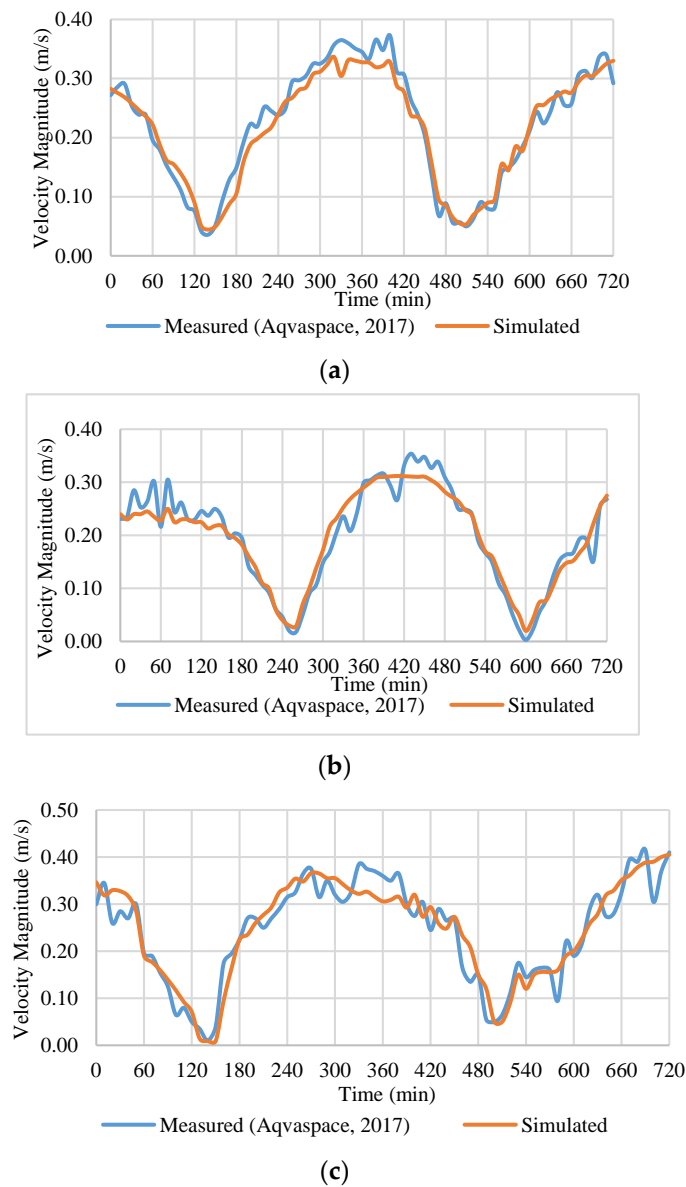 0.40
0.30
0.20
0.10
0.00
Velocity Magnitude (m/s)
0 60 120 180 240 300 360 420 480 540 600 660 720
Time (min)
Measured (Aqvaspace, 2017) Simulated
(a)
0.40
0.30
0.20
0.10
0.00
Velocity Magnitude (m/s)
0 60 120 180 240 300 360 420 480 540 600 660 720
Time (min)
Measured (Aqvaspace, 2017) Simulated
(b)
0.50
0.40
0.30
0.20
0.10
0.00
Velocity Magnitude (m/s)
0 60 120 180 240 300 360 420 480 540 600 660 720
Time (min)
Measured (Aqvaspace, 2017) Simulated
(c)